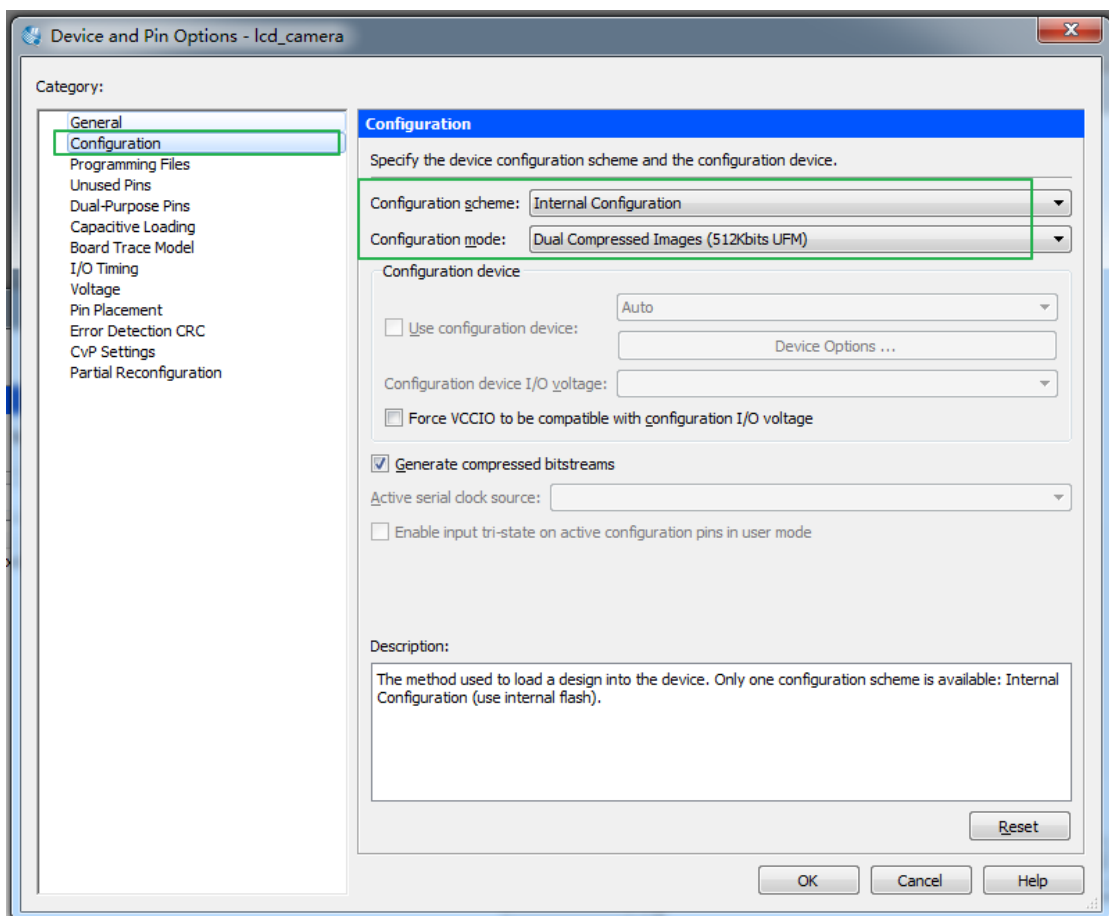 Device and Pin Options - lcd_camera
Category:
General
Configuration
Programming Files
Unused Pins
Dual-Purpose Pins
Capacitive Loading
Board Trace Model
I/O Timing
Voltage
Pin Placement
Error Detection CRC
CvP Settings
Partial Reconfiguration
Configuration
Specify the device configuration scheme and the configuration device.
Configuration scheme: Internal Configuration
Configuration mode: Dual Compressed Images (512Kbits UFM)
Configuration device
Auto
Use configuration device:
Device Options ...
Configuration device I/O voltage:
Force VCCIO to be compatible with configuration I/O voltage
Generate compressed bitstreams
Active serial clock source:
Enable input tri-state on active configuration pins in user mode
Description:
The method used to load a design into the device. Only one configuration scheme is available: Internal
Configuration (use internal flash).
Reset
OK Cancel Help